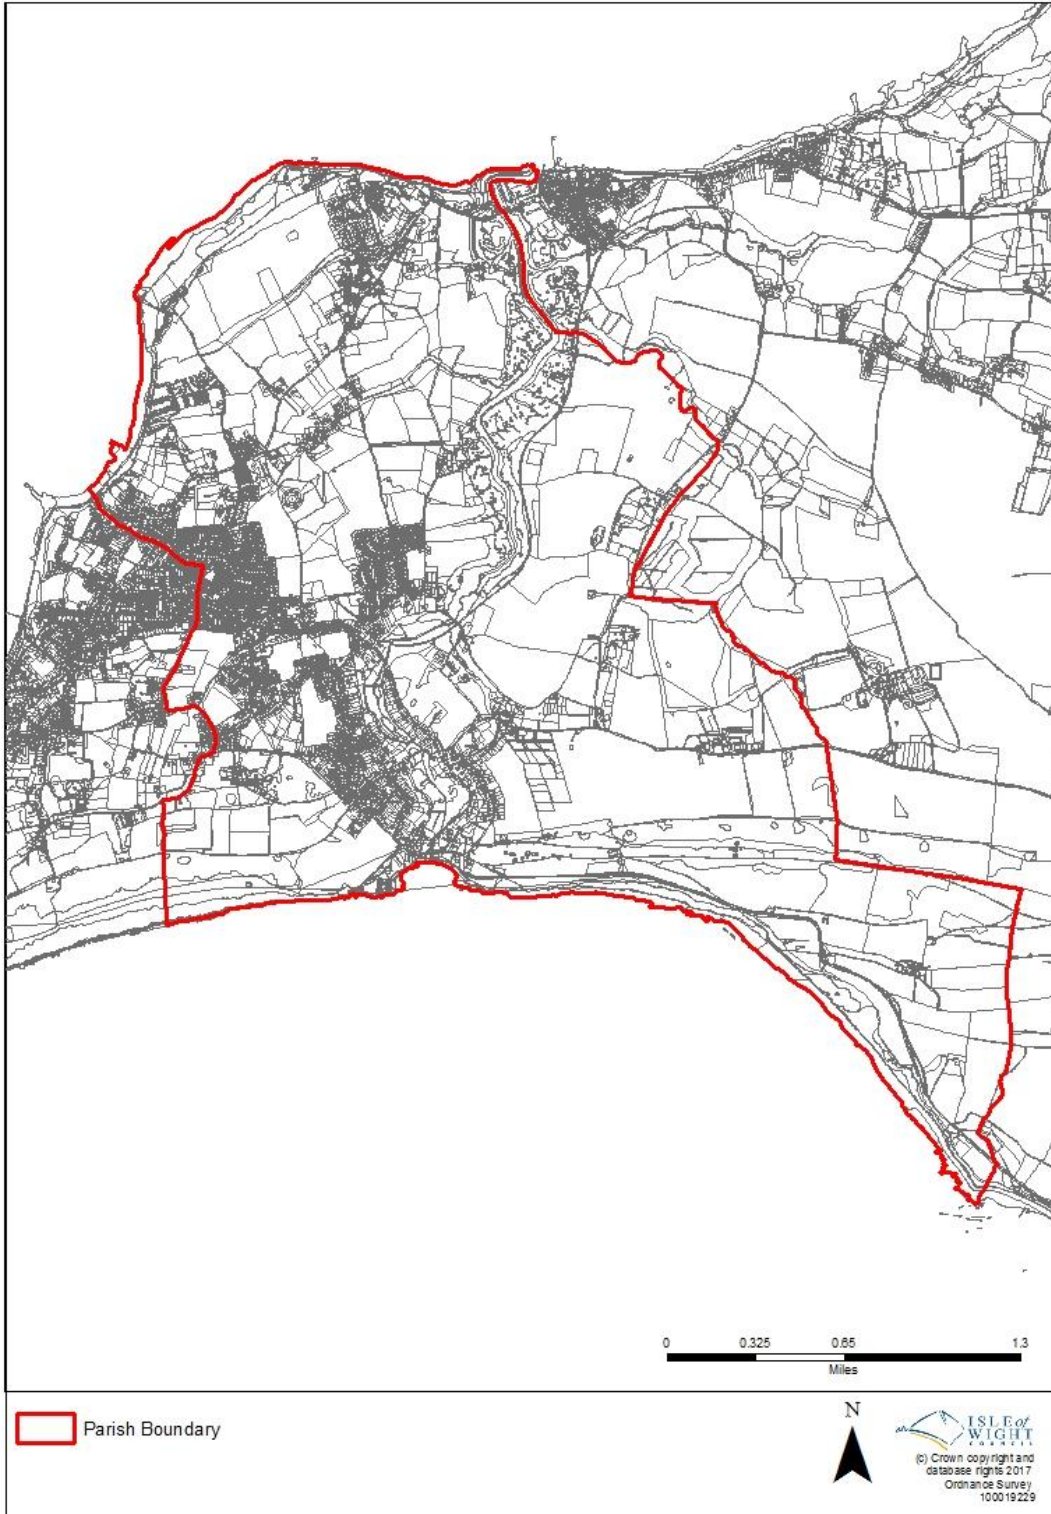 0 0.325 0.65 1.3
Miles
Parish Boundary
N
ISLE of
WIGHT
COUNCIL
(c) Crown copyright and
database rights 2017
Ordnance Survey
100019229